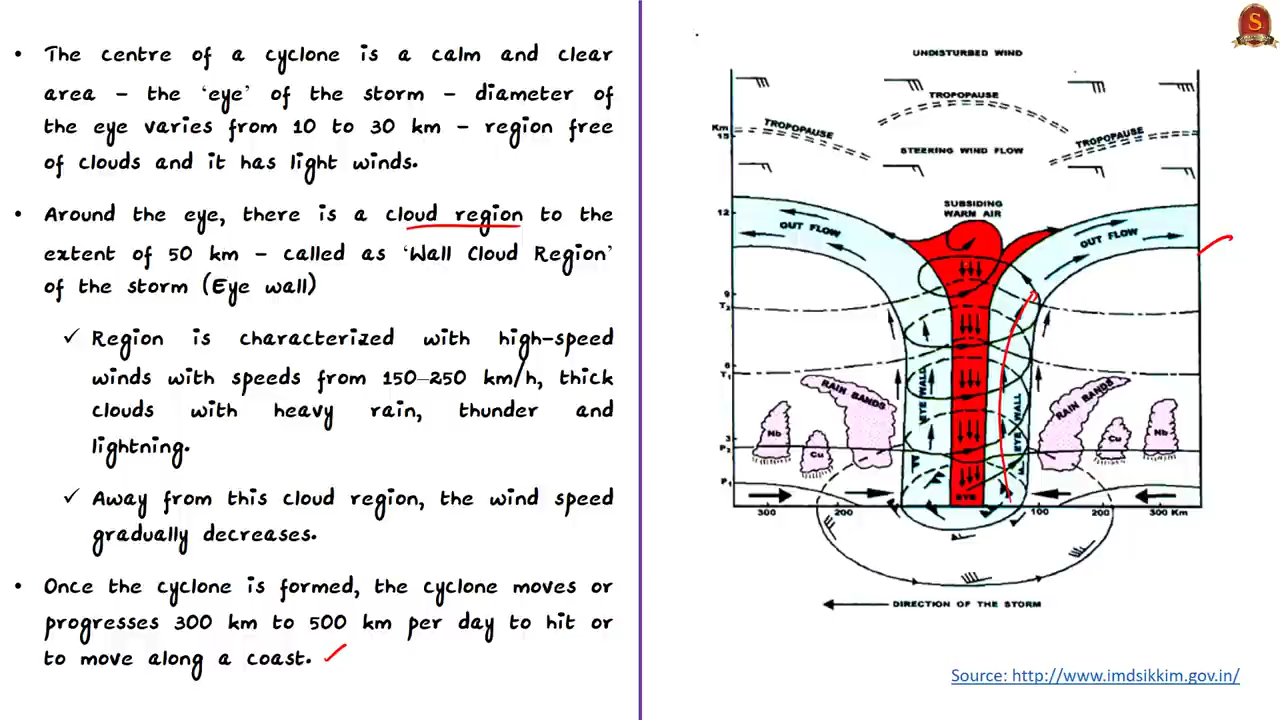 • The centre of a cyclone is a calm and clear
area – the 'eye' of the storm – diameter of
the eye varies from 10 to 30 km – region free
of clouds and it has light winds.
• Around the eye, there is a cloud region to the
extent of 50 km – called as 'Wall Cloud Region'
of the storm (Eye wall)
✓ Region is characterized with high-speed
winds with speeds from 150–250 km/h, thick
clouds with heavy rain, thunder and
lightning.
✓ Away from this cloud region, the wind speed
gradually decreases.
• Once the cyclone is formed, the cyclone moves or
progresses 300 km to 500 km per day to hit or
to move along a coast.
UNDISTURBED WIND
TROPOPAUSE
Km
15
TROPOPAUSE
TROPOPAUSE
STEERING WIND FLOW
12
SUBSIDING
WARM AIR
OUT FLOW
OUT FLOW
9
T2
6
T1
RAIN BANDS
EYE WALL
EYE WALL
RAIN BANDS
3
P2
Nb
Cu
Cu
Nb
P1
EYE
300
200
100
200
300 Km
DIRECTION OF THE STORM
Source: http://www.imdsikkim.gov.in/